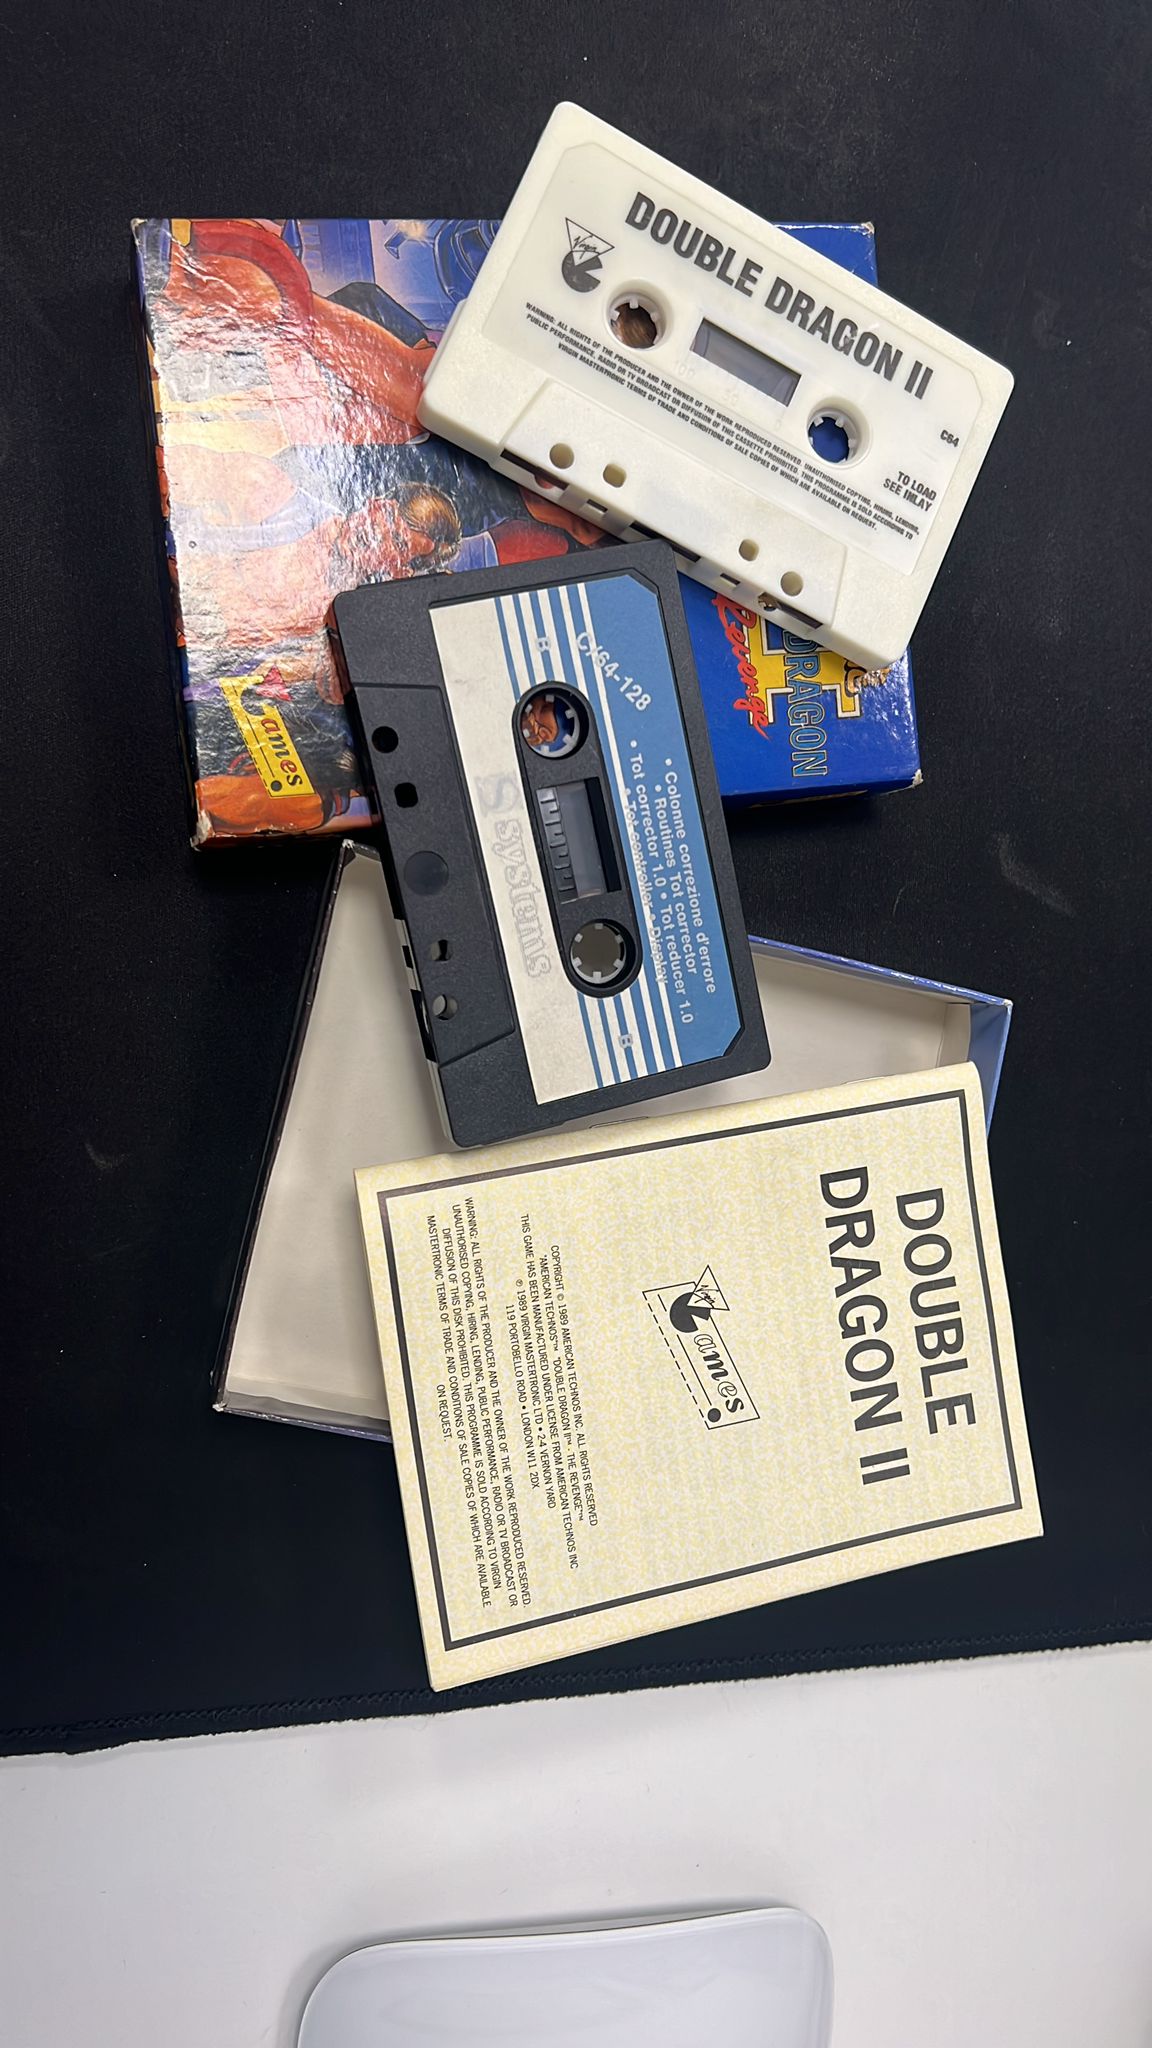 DOUBLE DRAGON II
Virgin
WARNING: ALL RIGHTS OF THE PRODUCER AND THE OWNER OF THE WORK REPRODUCED RESERVED. UNAUTHORISED COPYING, HIRING, LENDING,
PUBLIC PERFORMANCE, RADIO OR TV BROADCAST OR DIFFUSION OF THIS CASSETTE PROHIBITED. THIS PROGRAMME IS SOLD ACCORDING TO
VIRGIN MASTERTRONIC TERMS OF TRADE AND CONDITIONS OF SALE COPIES OF WHICH ARE AVAILABLE ON REQUEST.
C64
TO LOAD
SEE INLAY
DRAGON
Revenge
Games
C/64-128
• Colonne correzione d'errore
• Routines Tot corrector
• Tot corrector 1.0 • Tot reducer 1.0
• Tot controller • Display
B
B
systems
DOUBLE
DRAGON II
Virgin
Games
COPYRIGHT © 1989 AMERICAN TECHNOS INC. ALL RIGHTS RESERVED
"AMERICAN TECHNOS"™ "DOUBLE DRAGON II"™ - THE REVENGE"™
THIS GAME HAS BEEN MANUFACTURED UNDER LICENSE FROM AMERICAN TECHNOS INC
℗ 1989 VIRGIN MASTERTRONIC LTD • 2-4 VERNON YARD
119 PORTOBELLO ROAD • LONDON W11 2DX
WARNING: ALL RIGHTS OF THE PRODUCER AND THE OWNER OF THE WORK REPRODUCED RESERVED.
UNAUTHORISED COPYING, HIRING, LENDING, PUBLIC PERFORMANCE, RADIO OR TV BROADCAST OR
DIFFUSION OF THIS DISK PROHIBITED. THIS PROGRAMME IS SOLD ACCORDING TO VIRGIN
MASTERTRONIC TERMS OF TRADE AND CONDITIONS OF SALE COPIES OF WHICH ARE AVAILABLE
ON REQUEST.